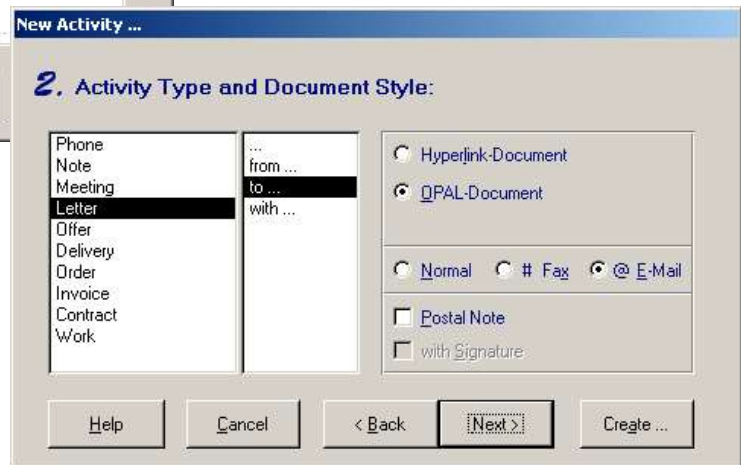 New Activity ...
2. Activity Type and Document Style:
Phone
Note
Meeting
Letter
Offer
Delivery
Order
Invoice
Contract
Work
...
from ...
to ...
with ...
Hyperlink-Document
OPAL-Document
Normal # Fax @ E-Mail
Postal Note
with Signature
Help Cancel < Back Next > Create ...